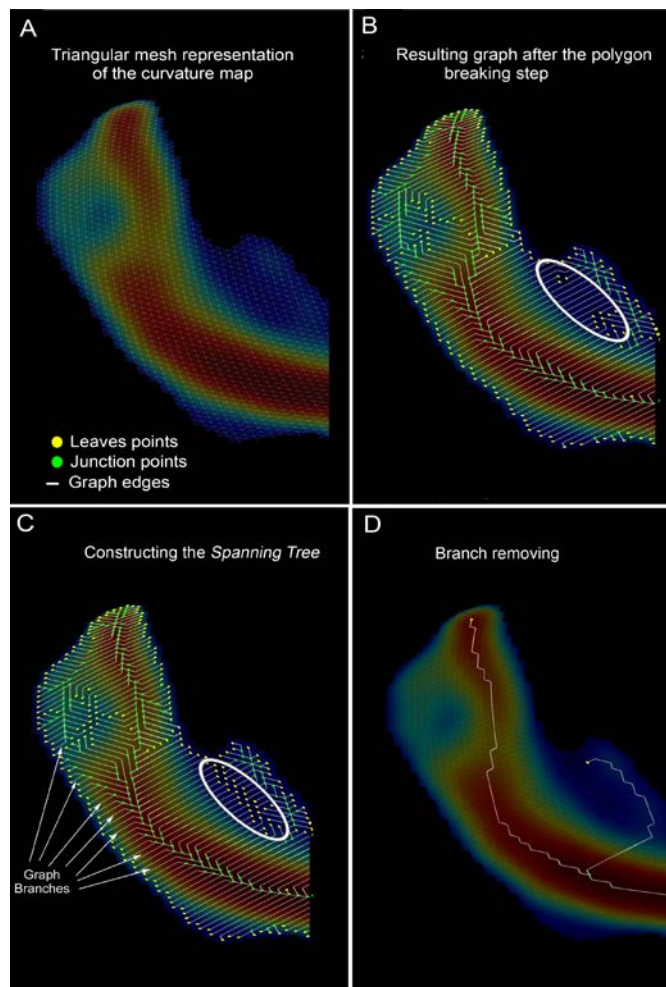 A
Triangular mesh representation
of the curvature map
Leaves points
Junction points
Graph edges
B
Resulting graph after the polygon
breaking step
C
Constructing the Spanning Tree
Graph
Branches
D
Branch removing